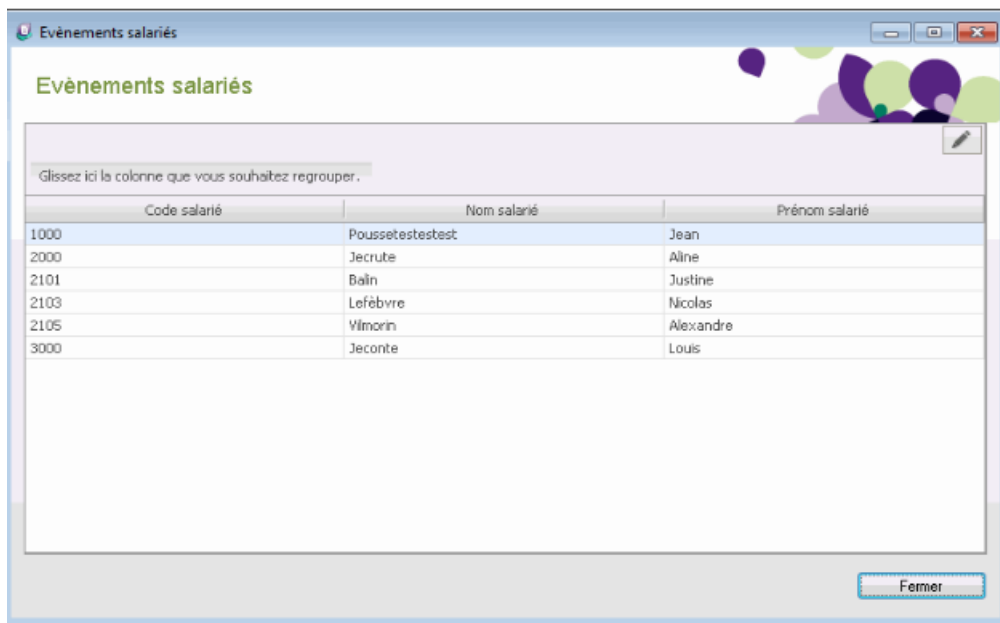 Evènements salariés
Evènements salariés
Glissez ici la colonne que vous souhaitez regrouper.
Code salarié Nom salarié Prénom salarié
1000 Poussetestestest Jean
2000 Jecrute Aline
2101 Balin Justine
2103 Lefèbvre Nicolas
2105 Vilmorin Alexandre
3000 Jeconte Louis
Fermer